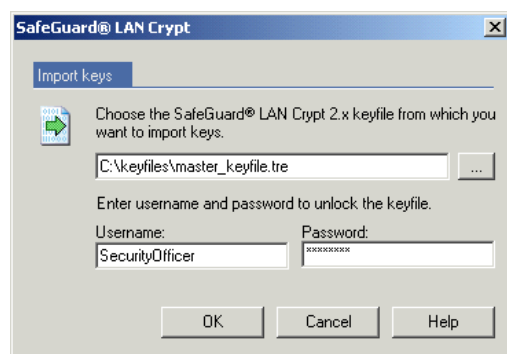 SafeGuard® LAN Crypt
Import keys
Choose the SafeGuard® LAN Crypt 2.x keyfile from which you
want to import keys.
C:\keyfiles\master_keyfile.tre
...
Enter username and password to unlock the keyfile.
Username:
Password:
SecurityOfficer
********
OK
Cancel
Help